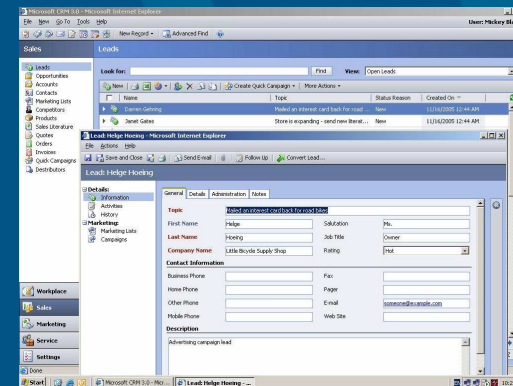 Microsoft CRM 3.0 - Microsoft Internet Explorer
File New Go To Tools Help
User: Mickey
New Record Advanced Find
Sales
Leads
Leads
Opportunities
Accounts
Contacts
Marketing Lists
Competitors
Products
Sales Literature
Quotes
Orders
Invoices
Quick Campaigns
Distributors
Look for: Find View: Open Leads
New Create Quick Campaign More Actions
Name Topic Status Reason Created On
Darren Gehring Mailed an interest card back for road ... New 11/16/2005 12:44 AM
Janet Gates Store is expanding - send new literat... New 11/16/2005 12:44 AM
Lead: Helge Hoeing - Microsoft Internet Explorer
File Actions Help
Save and Close Send E-mail Follow Up Convert Lead...
Lead: Helge Hoeing
Details:
Information
Activities
History
Marketing:
Marketing Lists
Campaigns
General Details Administration Notes
Topic Mailed an interest card back for road bikes
First Name Helge Salutation Ms.
Last Name Hoeing Job Title Owner
Company Name Little Bicycle Supply Shop Rating Hot
Contact Information
Business Phone Fax
Home Phone Pager
Other Phone E-mail someone@example.com
Mobile Phone Web Site
Description
Advertising campaign lead
Workplace
Sales
Marketing
Service
Settings
Done
Start Microsoft CRM 3.0 - Micr... Lead: Helge Hoeing - ... 10:2